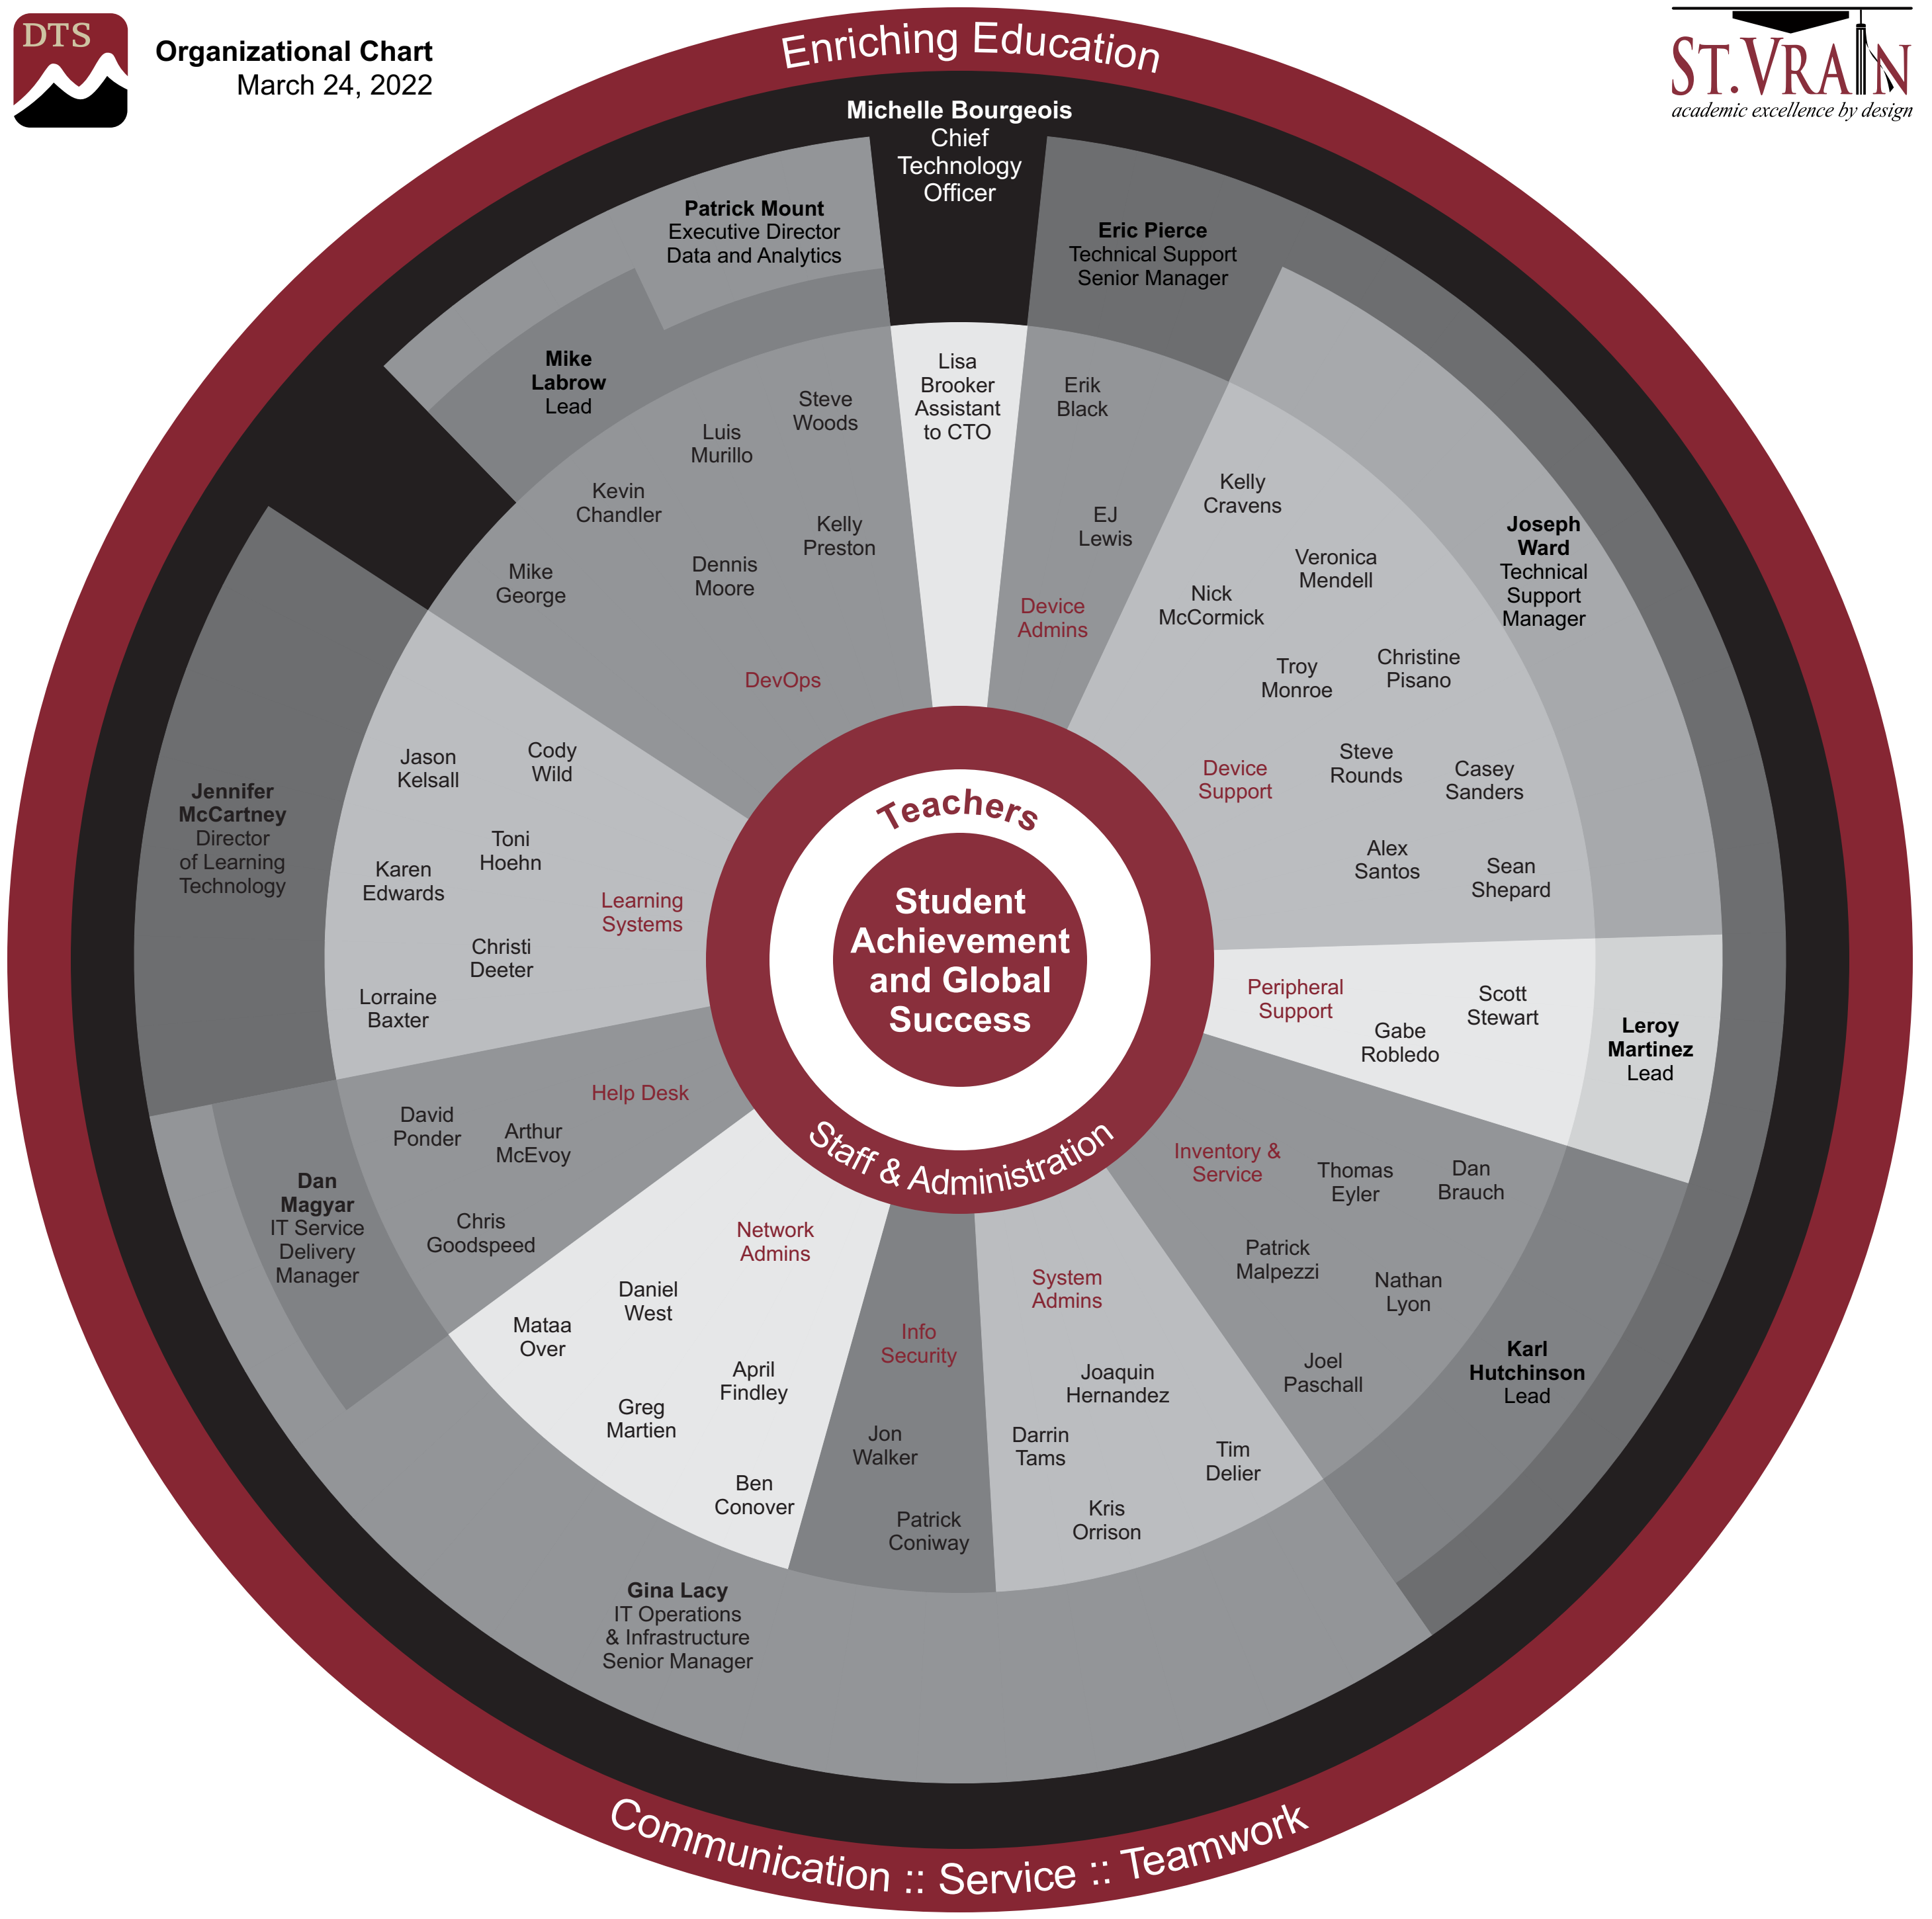 DTS
Organizational Chart
March 24, 2022
ST.VRAIN
academic excellence by design
Enriching Education
Michelle Bourgeois
Chief
Technology
Officer
Patrick Mount
Executive Director
Data and Analytics
Eric Pierce
Technical Support
Senior Manager
Mike
Labrow
Lead
Lisa
Brooker
Assistant
to CTO
Steve
Woods
Luis
Murillo
Kevin
Chandler
Kelly
Preston
Mike
George
Dennis
Moore
DevOps
Erik
Black
EJ
Lewis
Device
Admins
Kelly
Cravens
Veronica
Mendell
Nick
McCormick
Troy
Monroe
Christine
Pisano
Steve
Rounds
Casey
Sanders
Device
Support
Alex
Santos
Sean
Shepard
Joseph
Ward
Technical
Support
Manager
Jennifer
McCartney
Director
of Learning
Technology
Jason
Kelsall
Cody
Wild
Toni
Hoehn
Karen
Edwards
Learning
Systems
Christi
Deeter
Lorraine
Baxter
Teachers
Student
Achievement
and Global
Success
Staff & Administration
Peripheral
Support
Scott
Stewart
Gabe
Robledo
Leroy
Martinez
Lead
Help Desk
David
Ponder
Arthur
McEvoy
Chris
Goodspeed
Dan
Magyar
IT Service
Delivery
Manager
Inventory &
Service
Thomas
Eyler
Dan
Brauch
Patrick
Malpezzi
Nathan
Lyon
Joel
Paschall
Karl
Hutchinson
Lead
Network
Admins
Daniel
West
Mataa
Over
April
Findley
Greg
Martien
Ben
Conover
Info
Security
Jon
Walker
Patrick
Coniway
System
Admins
Joaquin
Hernandez
Darrin
Tams
Tim
Delier
Kris
Orrison
Gina Lacy
IT Operations
& Infrastructure
Senior Manager
Communication :: Service :: Teamwork